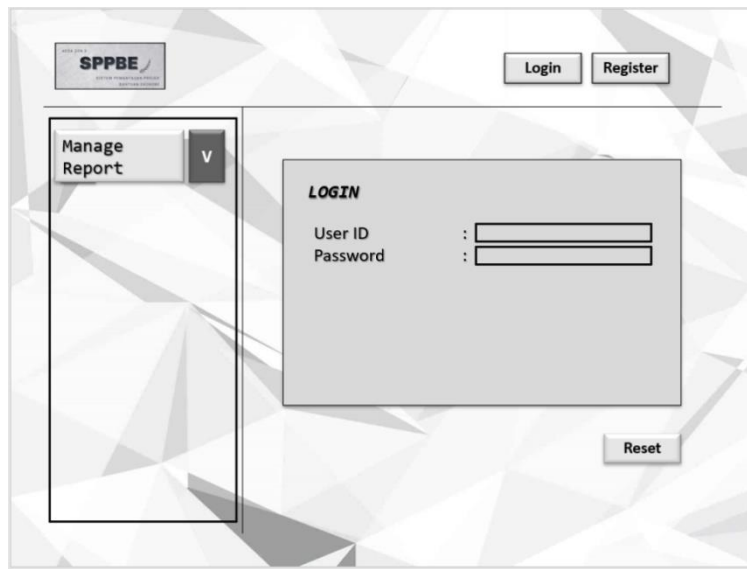 SPPBE
Login
Register
Manage
Report
V
LOGIN
User ID :
Password :
Reset